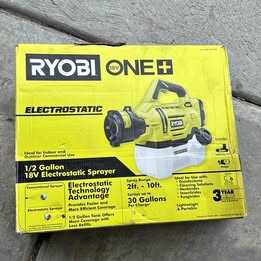 RYOBI 18V ONE+
ELECTROSTATIC
RYOBI
Ideal for Indoor and
Outdoor Commercial Use
1/2 Gallon
18V Electrostatic Sprayer
Conventional Sprayer
Electrostatic
Technology
Advantage
Provides Faster and
More Efficient Coverage
1/2 Gallon Tank Offers
More Coverage with
Less Refills
Spray Range
2ft. - 10ft.
Sprays up to
30 Gallons
Per Charge
Ideal for Use with:
Disinfectants
Cleaning Solutions
Herbicides
Insecticides
Fungicides
Lightweight
& Portable
3 YEAR